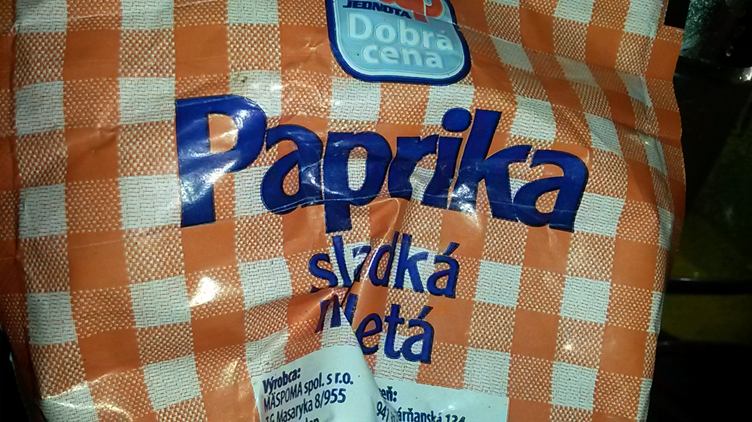 JEDNOTA
Dobrá
cena
Paprika
sladká
mletá
Výrobca:
MÄSPOMA spol. s r.o.
Masaryka 8/955